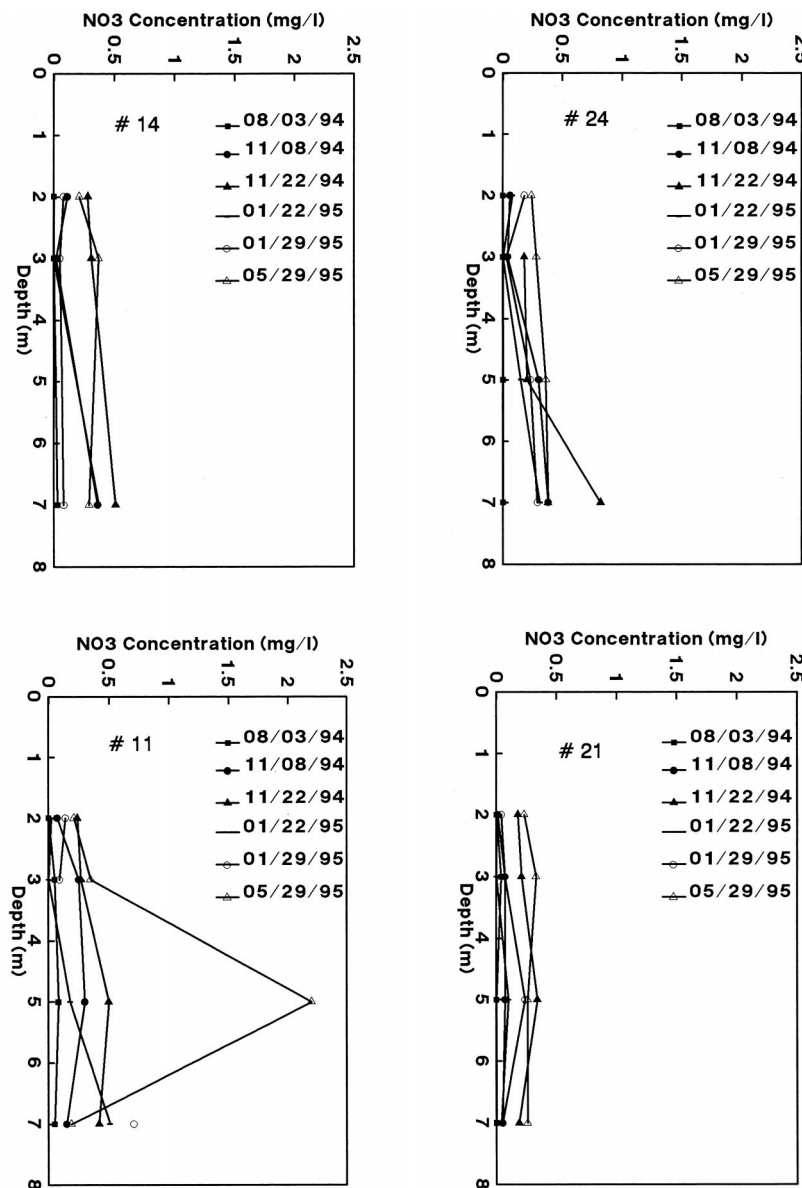 NO3 Concentration (mg/l)
0 0.5 1 1.5 2 2.5
# 14
08/03/94
11/08/94
11/22/94
01/22/95
01/29/95
05/29/95
0 1 2 3 4 5 6 7 8
Depth (m)
NO3 Concentration (mg/l)
0 0.5 1 1.5 2 2.5
# 24
08/03/94
11/08/94
11/22/94
01/22/95
01/29/95
05/29/95
0 1 2 3 4 5 6 7 8
Depth (m)
NO3 Concentration (mg/l)
0 0.5 1 1.5 2 2.5
# 11
08/03/94
11/08/94
11/22/94
01/22/95
01/29/95
05/29/95
0 1 2 3 4 5 6 7 8
Depth (m)
NO3 Concentration (mg/l)
0 0.5 1 1.5 2 2.5
# 21
08/03/94
11/08/94
11/22/94
01/22/95
01/29/95
05/29/95
0 1 2 3 4 5 6 7 8
Depth (m)